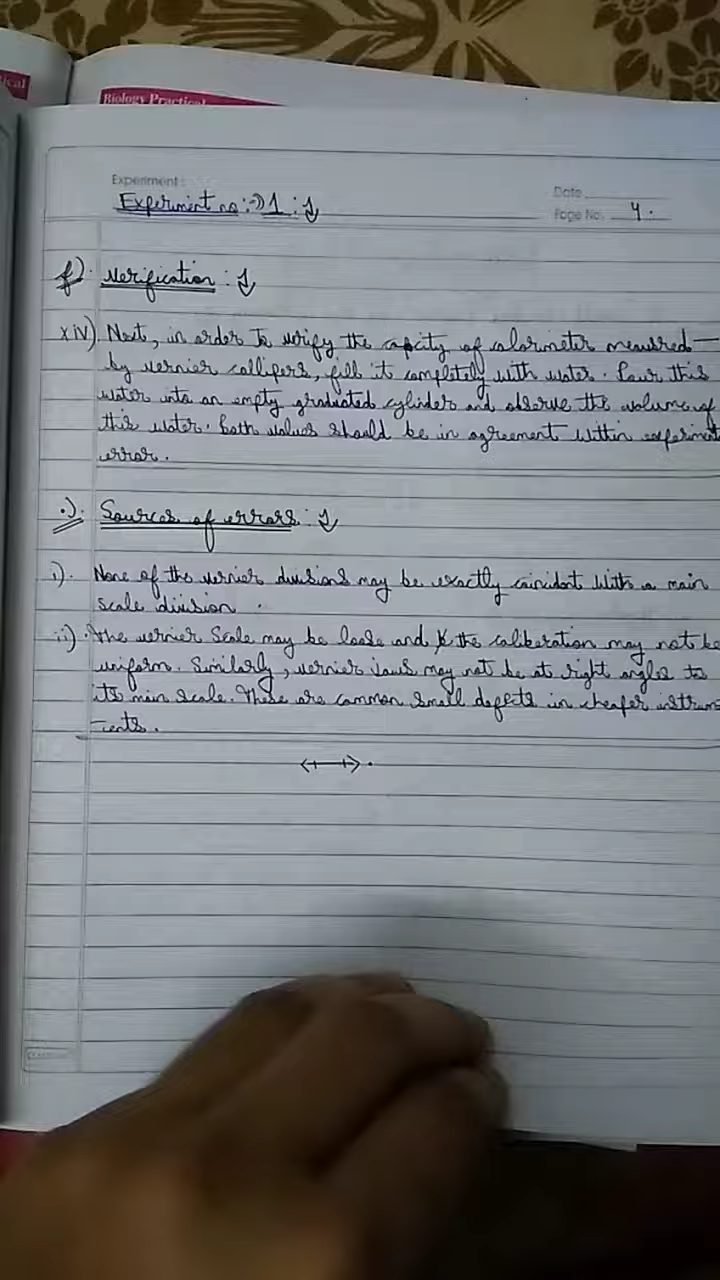 ical
Biology Practical
Experiment :
Date
Experiment no :-> 1 :
Page No. 4.
f). Verification :
xiv). Next, in order to verify the capcity of calorimeter measured
by vernier callipers, fill it completely with water. Pour this
water into an empty graduated cylinder and observe the volume of
this water. Both values should be in agreement within experiment
error.
.). Sources of errors :
i). None of the vernier divisions may be exactly coincident with a main
scale division .
ii). The vernier scale may be loose and the caliberation may not be
uniform. Similarly, vernier jaws may not be at right angles to
its main scale. These are common small defects in cheaper instrum
-ents.